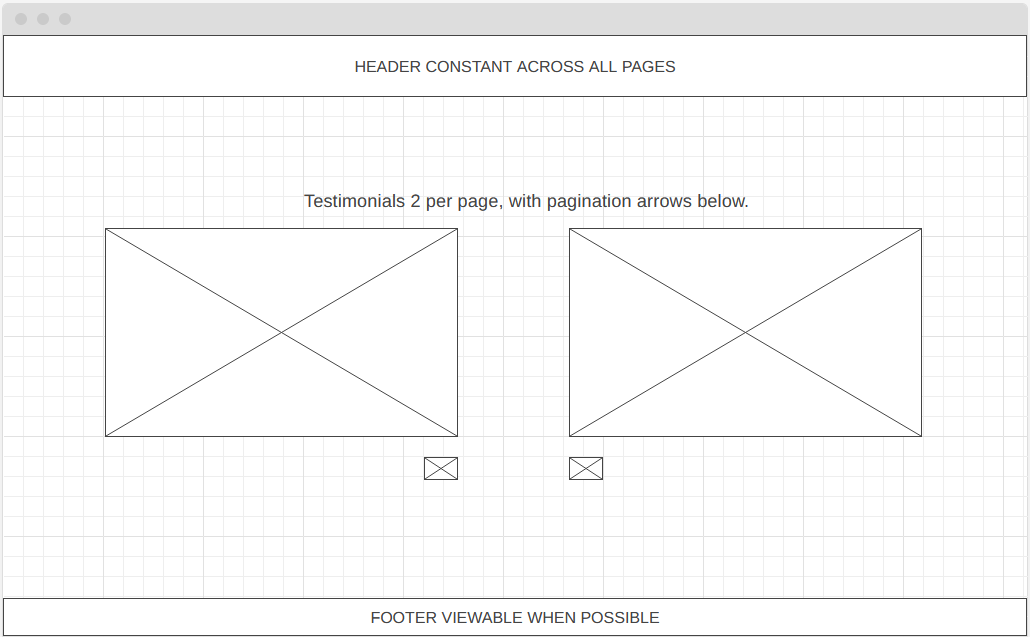 HEADER CONSTANT ACROSS ALL PAGES
Testimonials 2 per page, with pagination arrows below.
FOOTER VIEWABLE WHEN POSSIBLE